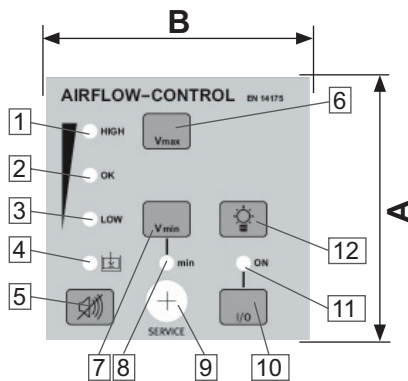 B
AIRFLOW-CONTROL EN 14175
1 HIGH Vmax 6
2 OK
3 LOW Vmin
A
4 min ON 12
5 I/O 11
SERVICE
7 8 9 10